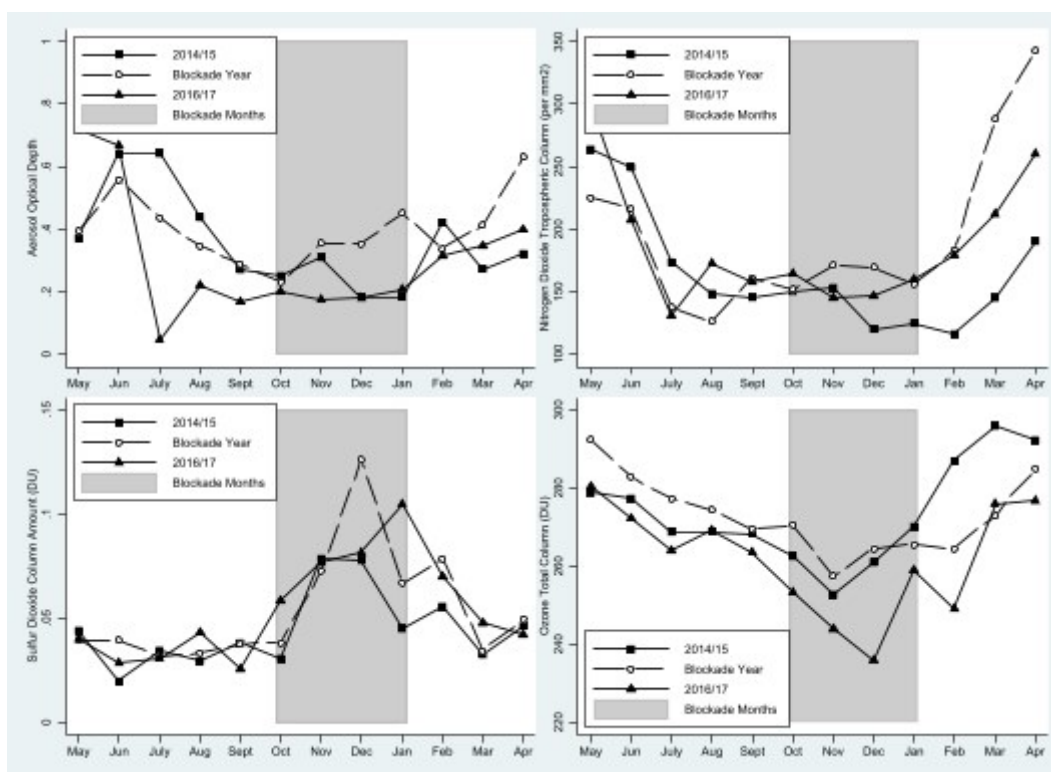 2014/15
Blockade Year
2016/17
Blockade Months
Aerosol Optical Depth
1
.8
.6
.4
.2
0
May Jun July Aug Sept Oct Nov Dec Jan Feb Mar Apr
2014/15
Blockade Year
2016/17
Blockade Months
Nitrogen Dioxide Tropospheric Column (per mm2)
350
300
250
200
150
100
May Jun July Aug Sept Oct Nov Dec Jan Feb Mar Apr
2014/15
Blockade Year
2016/17
Blockade Months
Sulfur Dioxide Column Amount (DU)
.15
.1
.05
0
May Jun July Aug Sept Oct Nov Dec Jan Feb Mar Apr
Ozone Total Column (DU)
300
280
260
240
220
2014/15
Blockade Year
2016/17
Blockade Months
May Jun July Aug Sept Oct Nov Dec Jan Feb Mar Apr